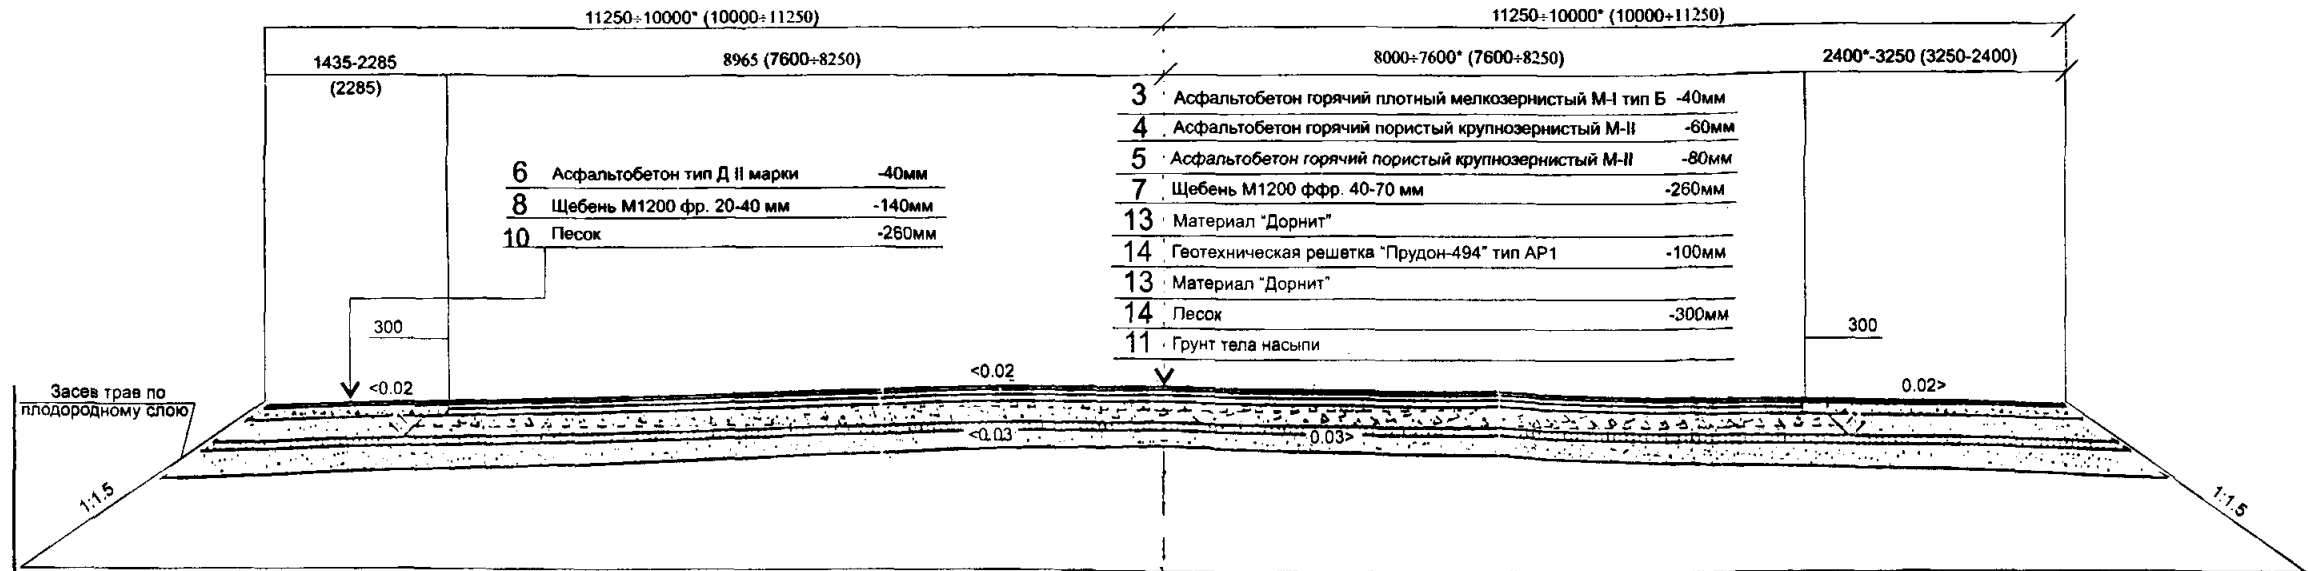 11250÷10000* (10000÷11250)
11250÷10000* (10000÷11250)
1435-2285
(2285)
8965 (7600÷8250)
8000÷7600* (7600÷8250)
2400*-3250 (3250-2400)
3 Асфальтобетон горячий плотный мелкозернистый М-I тип Б -40мм
4 Асфальтобетон горячий пористый крупнозернистый М-II -60мм
5 Асфальтобетон горячий пористый крупнозернистый М-II -80мм
7 Щебень М1200 ффр. 40-70 мм -260мм
13 Материал "Дорнит"
14 Геотехническая решетка "Прудон-494" тип АР1 -100мм
13 Материал "Дорнит"
14 Песок -300мм
11 Грунт тела насыпи
6 Асфальтобетон тип Д II марки -40мм
8 Щебень М1200 фр. 20-40 мм -140мм
10 Песок -260мм
300
300
Засев трав по
плодородному слою
<0.02
<0.02
0.02>
<0.03
0.03>
1:1.5
1:1.5